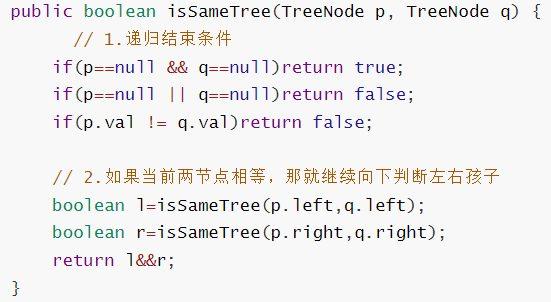 public boolean isSameTree(TreeNode p, TreeNode q) {
// 1.递归结束条件
if(p==null && q==null)return true;
if(p==null || q==null)return false;
if(p.val != q.val)return false;
// 2.如果当前两节点相等，那就继续向下判断左右孩子
boolean l=isSameTree(p.left,q.left);
boolean r=isSameTree(p.right,q.right);
return l&&r;
}